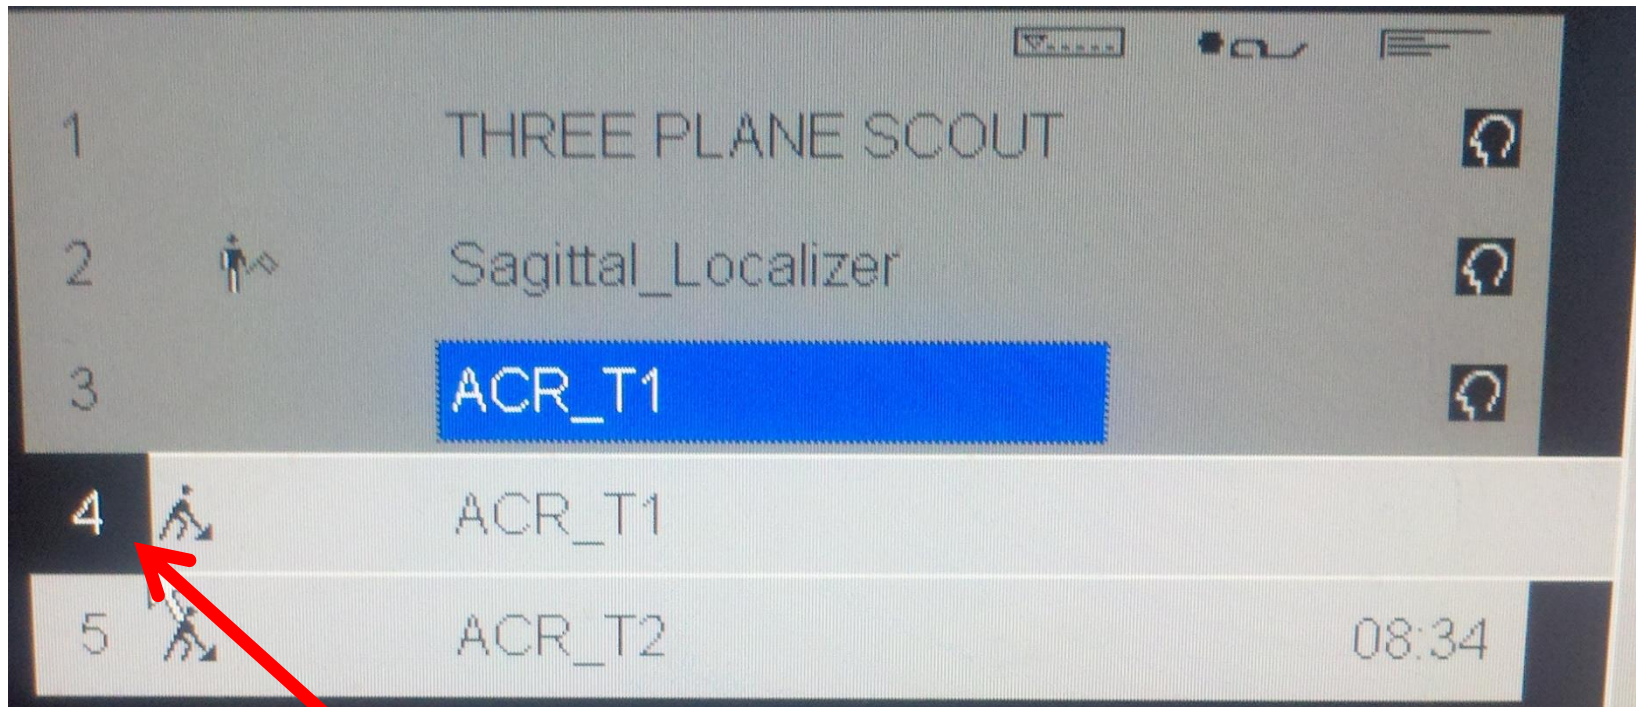 1 THREE PLANE SCOUT
2 Sagittal_Localizer
3 ACR_T1
4 ACR_T1
5 ACR_T2 08:34